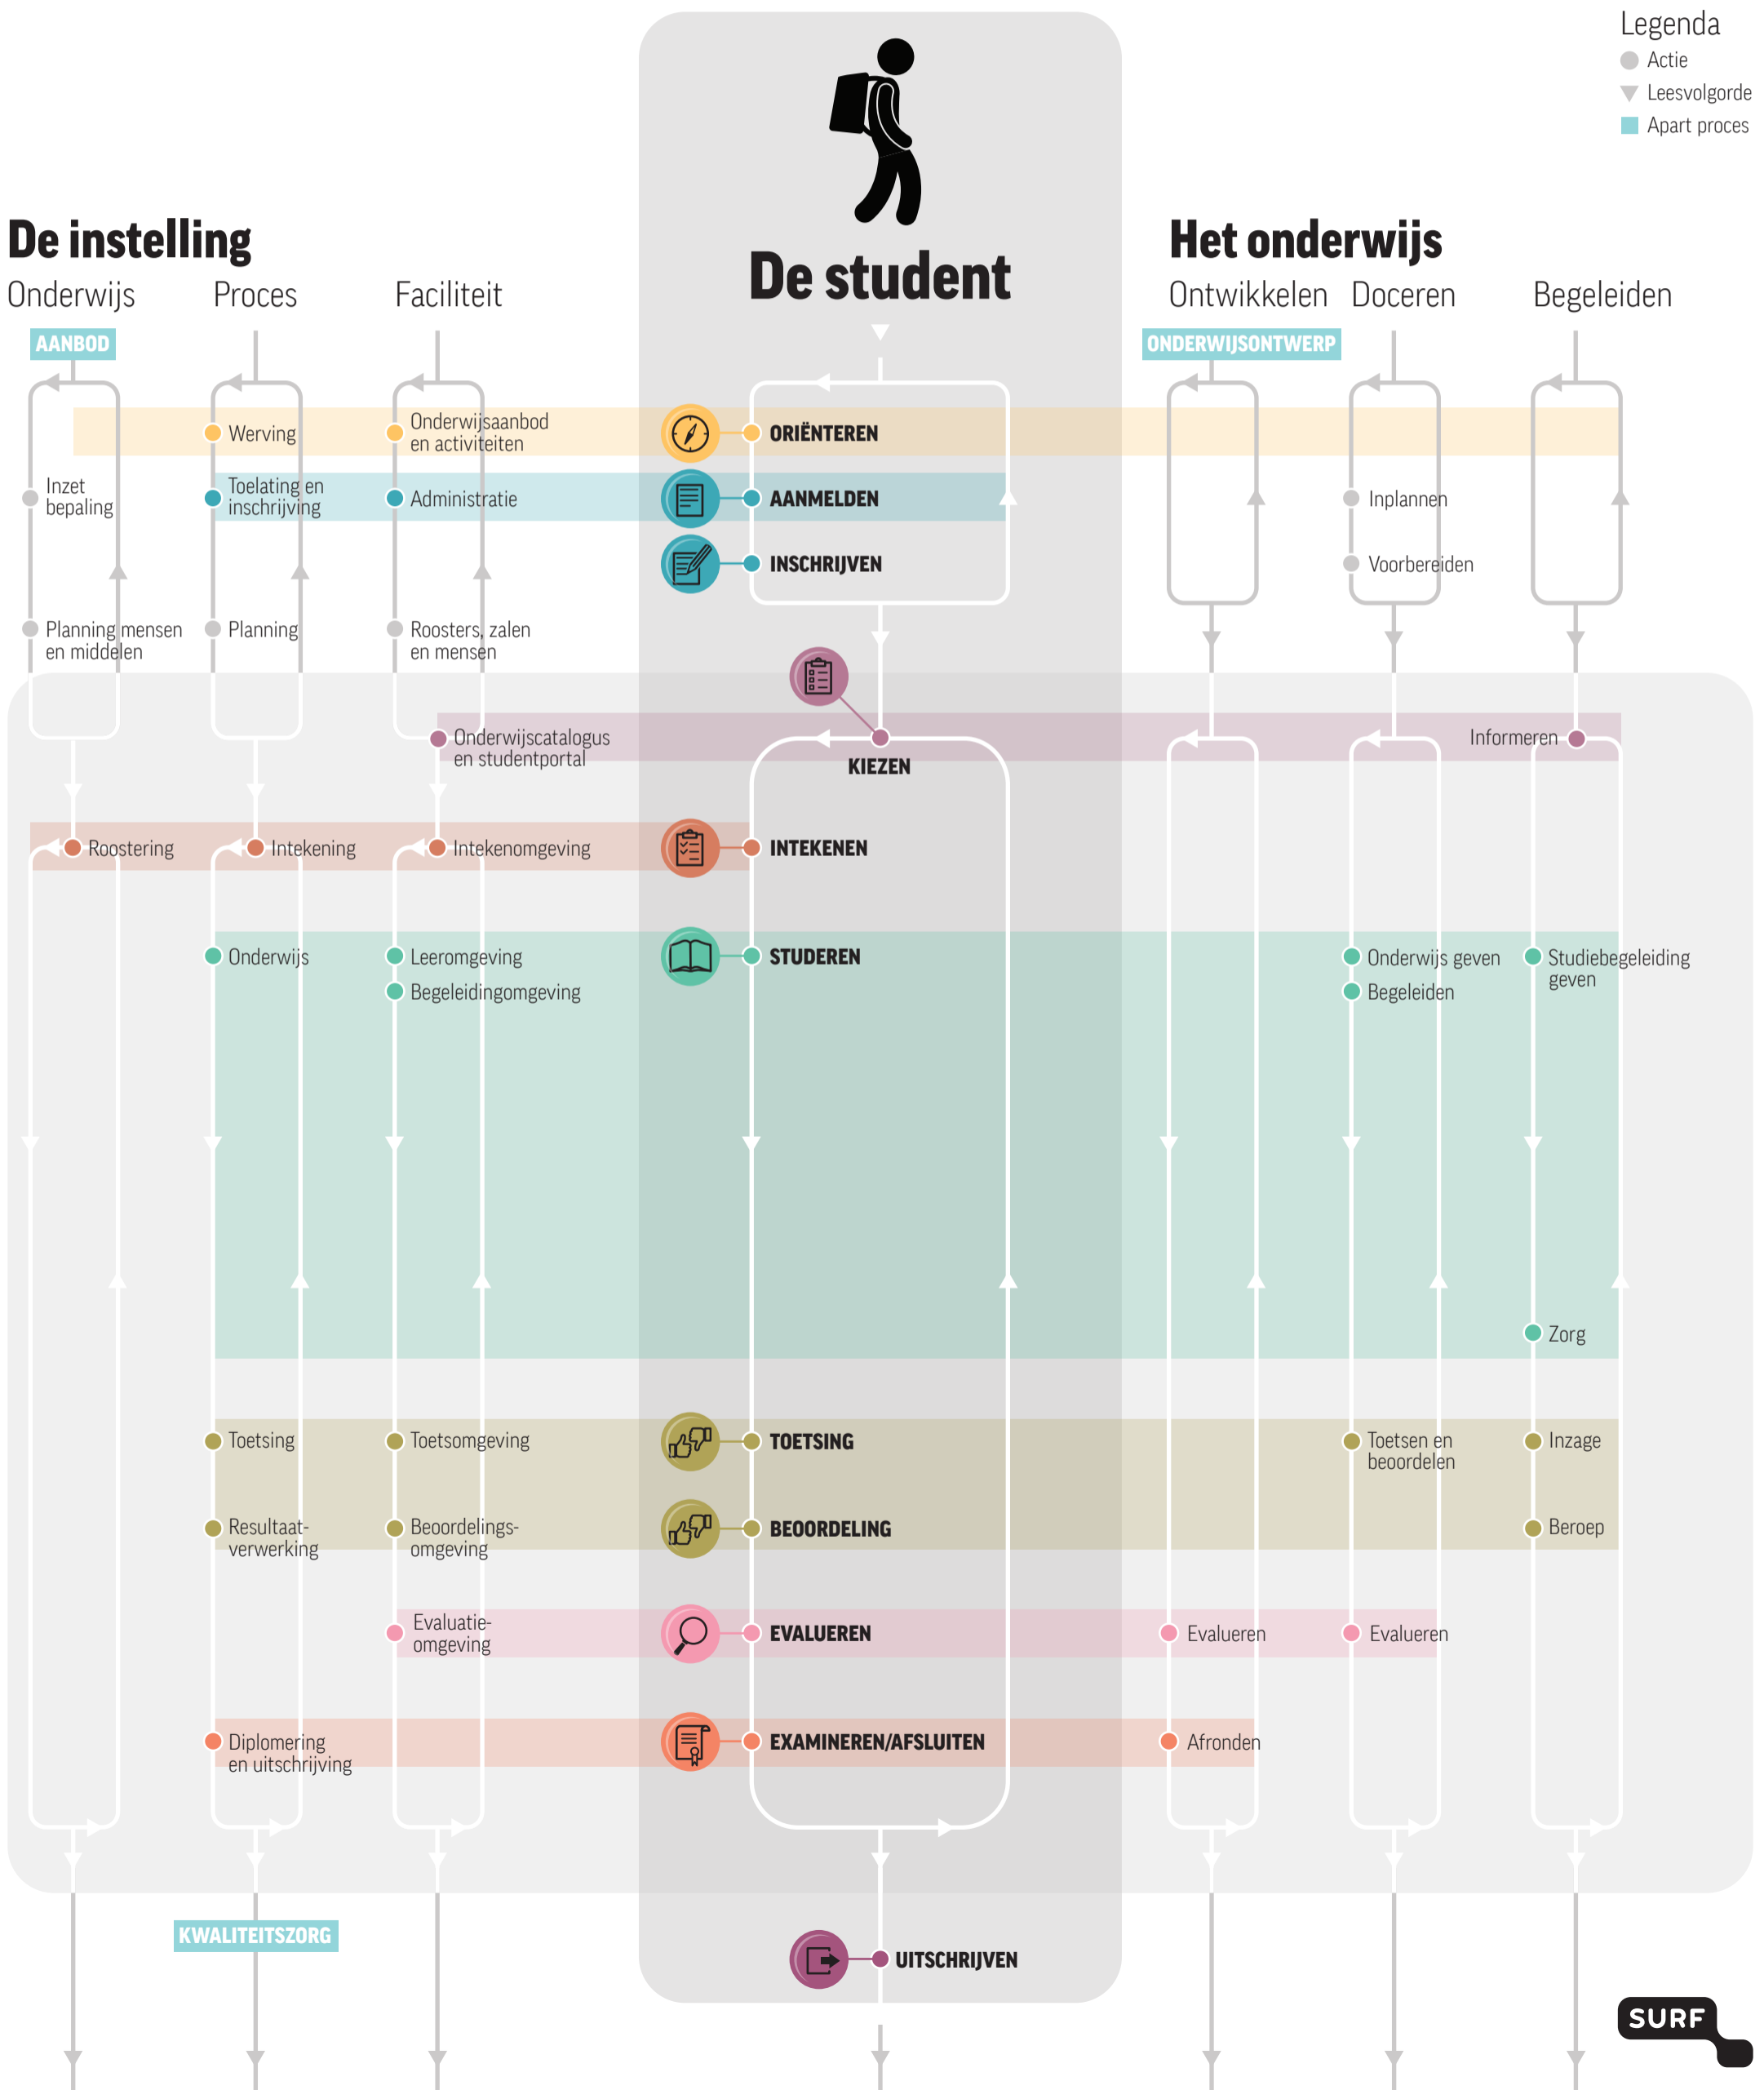 Legenda
Actie
Leesvolgorde
Apart proces
De instelling
De student
Het onderwijs
Onderwijs
Proces
Faciliteit
Ontwikkelen
Doceren
Begeleiden
AANBOD
ONDERWIJSONTWERP
Werving
Onderwijsaanbod
en activiteiten
ORIËNTEREN
Inzet
bepaling
Toelating en
inschrijving
Administratie
AANMELDEN
Inplannen
INSCHRIJVEN
Voorbereiden
Planning mensen
en middelen
Planning
Roosters, zalen
en mensen
Onderwijscatalogus
en studentportal
KIEZEN
Informeren
Roostering
Intekening
Intekenomgeving
INTEKENEN
Onderwijs
Leeromgeving
Begeleidingomgeving
STUDEREN
Onderwijs geven
Begeleiden
Studiebegeleiding
geven
Zorg
Toetsing
Toetsomgeving
TOETSING
Toetsen en
beoordelen
Inzage
Resultaat-
verwerking
Beoordelings-
omgeving
BEOORDELING
Beroep
Evaluatie-
omgeving
EVALUEREN
Evalueren
Evalueren
Diplomering
en uitschrijving
EXAMINEREN/AFSLUITEN
Afronden
KWALITEITSZORG
UITSCHRIJVEN
SURF